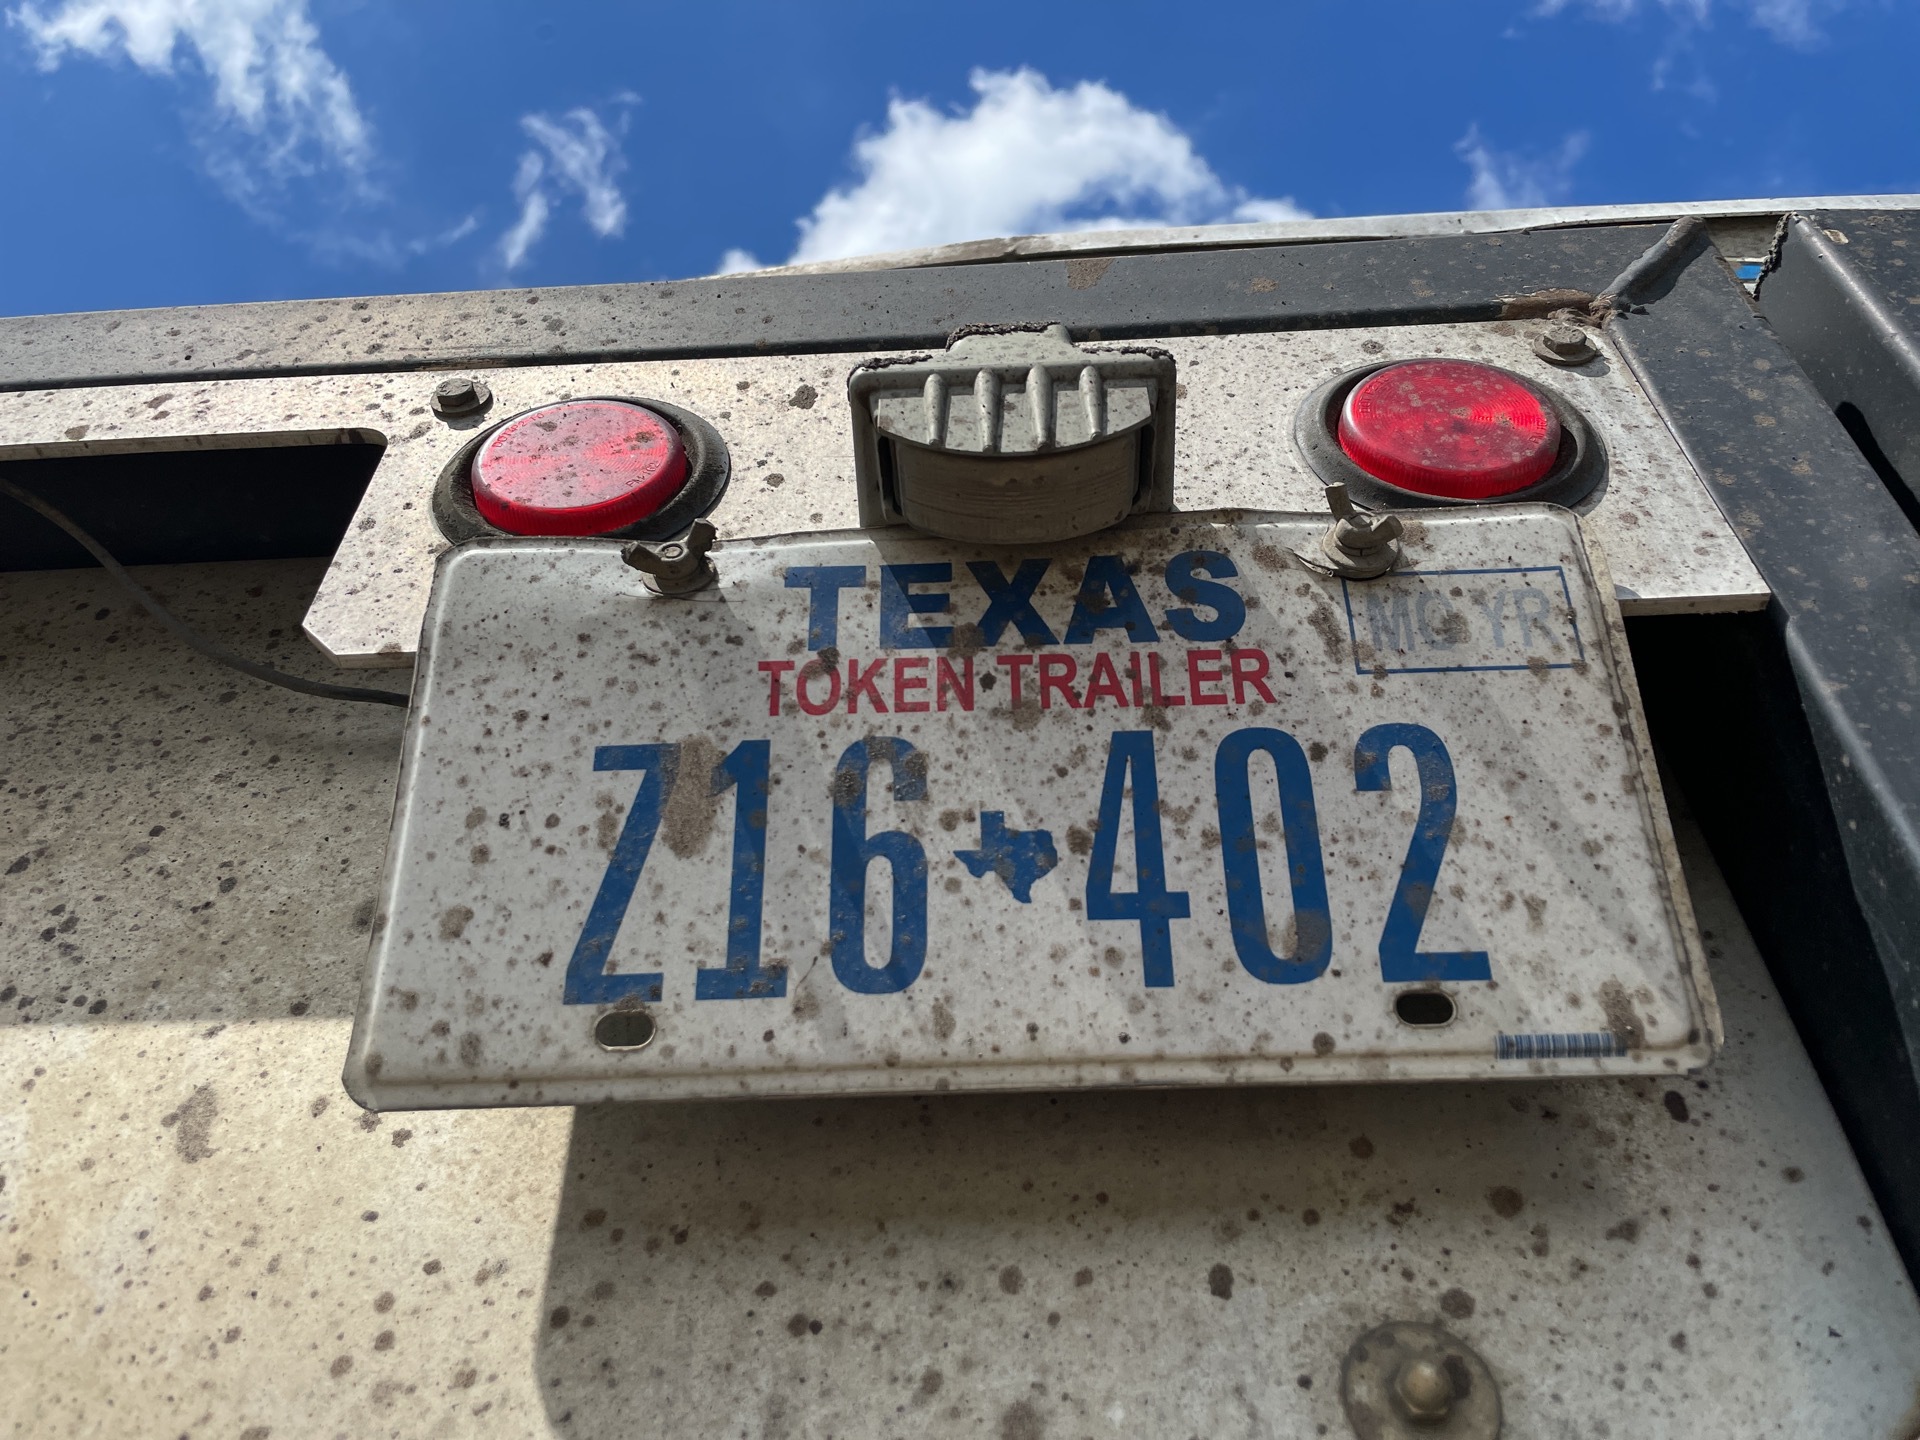 TEXAS
TOKEN TRAILER
MO YR
Z16 402